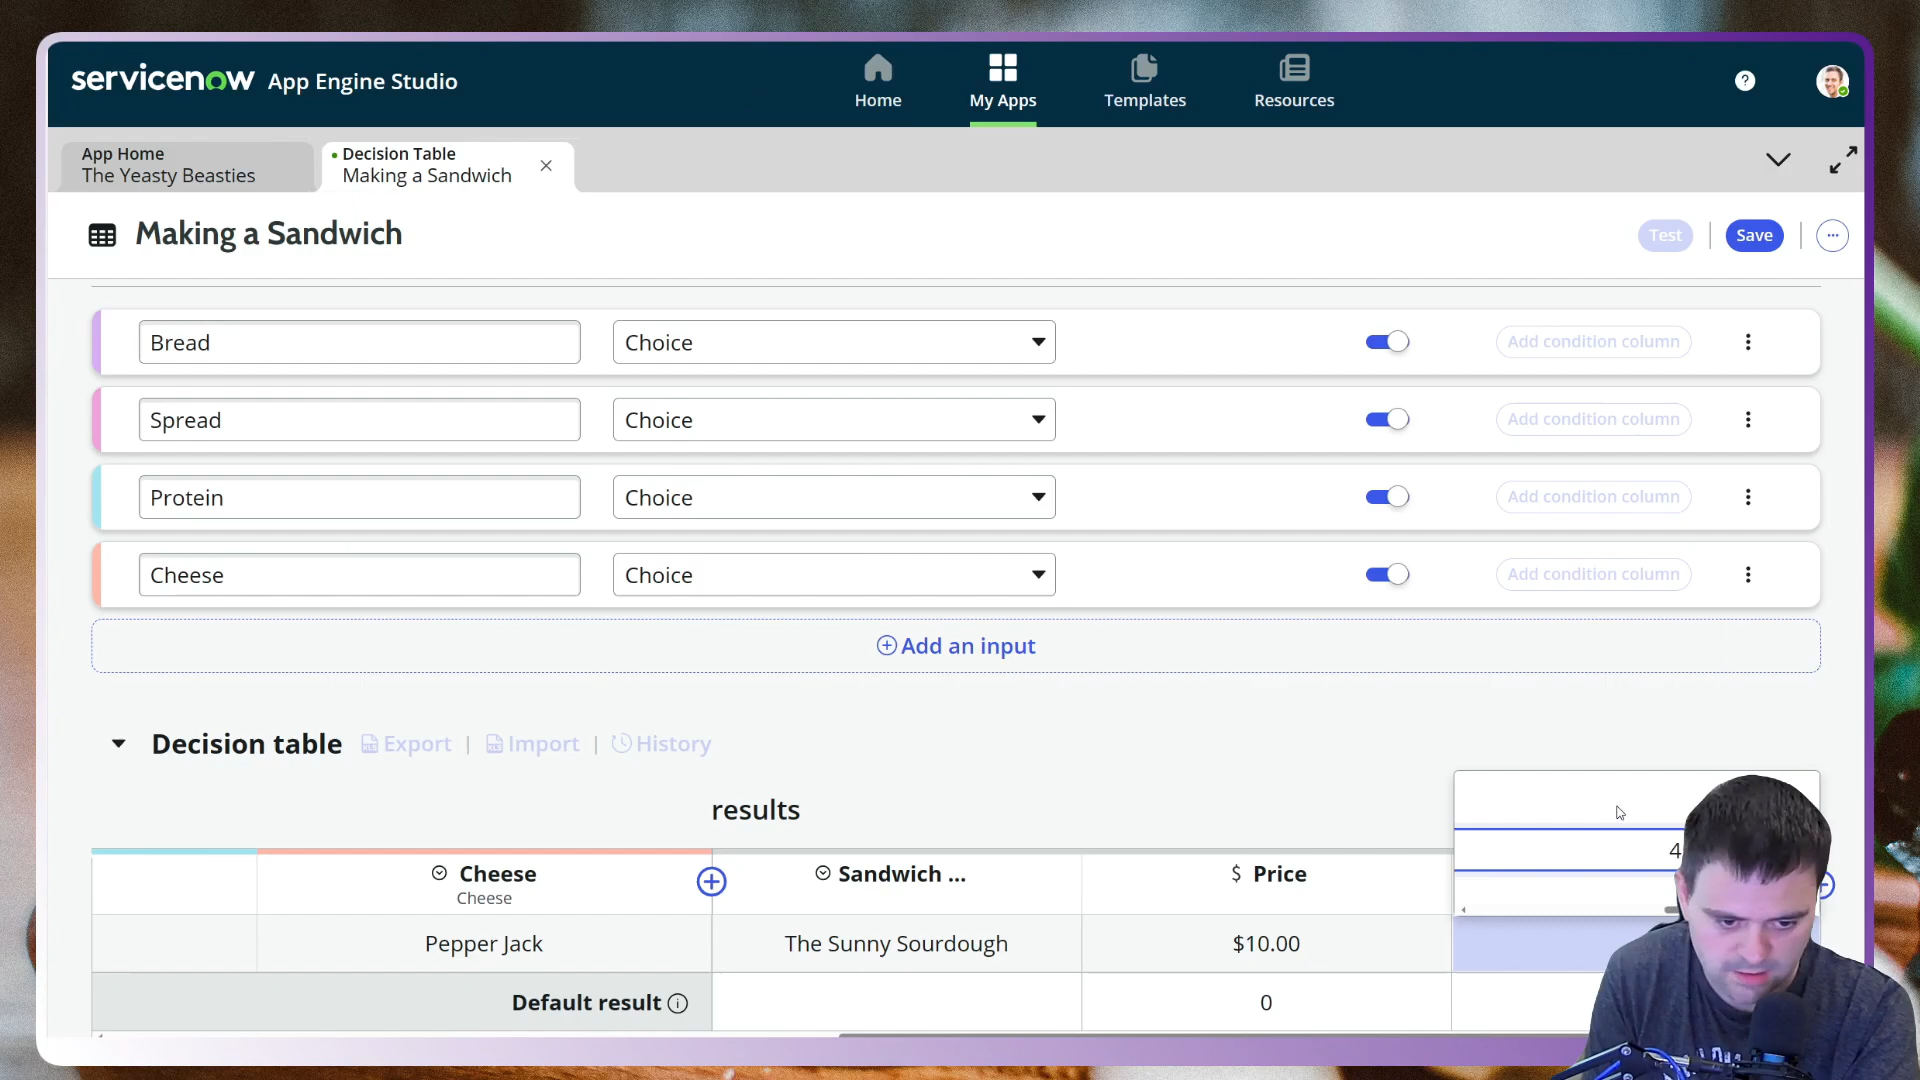 servicenow App Engine Studio
Home
My Apps
Templates
Resources
App Home
The Yeasty Beasties
Decision Table
Making a Sandwich
Making a Sandwich
Test
Save
Bread
Choice
Add condition column
Spread
Choice
Add condition column
Protein
Choice
Add condition column
Cheese
Choice
Add condition column
Add an input
Decision table
Export
Import
History
results
Cheese
Cheese
Sandwich ...
$ Price
4
Pepper Jack
The Sunny Sourdough
$10.00
Default result
0